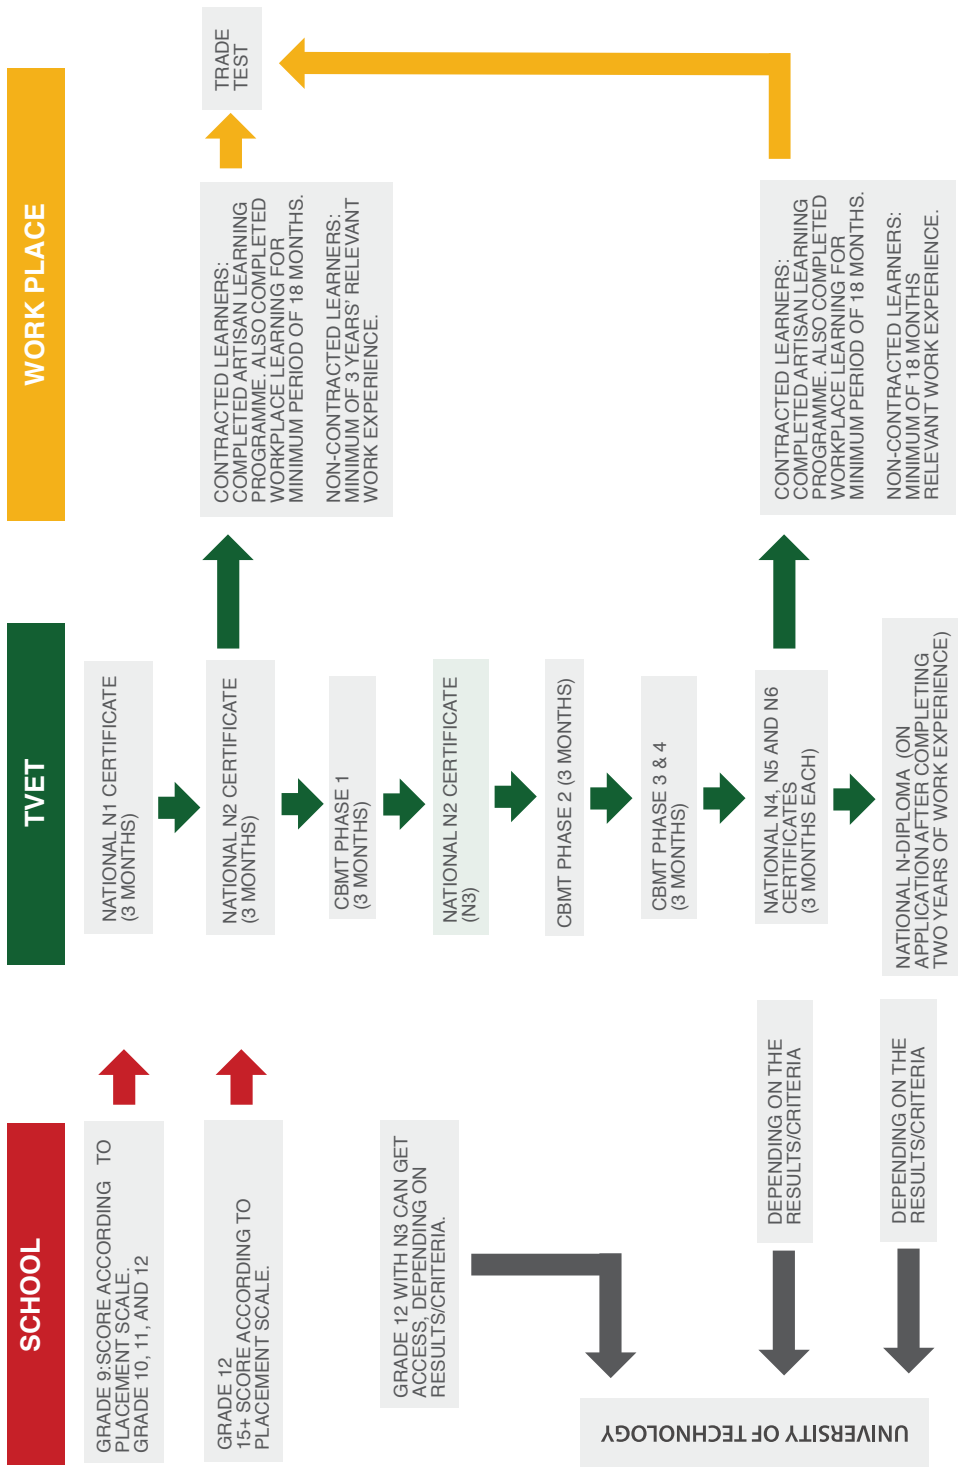 SCHOOL
TVET
WORK PLACE
GRADE 9:SCORE ACCORDING TO
PLACEMENT SCALE.
GRADE 10, 11, AND 12
GRADE 12
15+ SCORE ACCORDING TO
PLACEMENT SCALE.
GRADE 12 WITH N3 CAN GET
ACCESS, DEPENDING ON
RESULTS/CRITERIA.
UNIVERSITY OF TECHNOLOGY
DEPENDING ON THE
RESULTS/CRITERIA
DEPENDING ON THE
RESULTS/CRITERIA
NATIONAL N1 CERTIFICATE
(3 MONTHS)
NATIONAL N2 CERTIFICATE
(3 MONTHS)
CBMT PHASE 1
(3 MONTHS)
NATIONAL N2 CERTIFICATE
(N3)
CBMT PHASE 2 (3 MONTHS)
CBMT PHASE 3 & 4
(3 MONTHS)
NATIONAL N4, N5 AND N6
CERTIFICATES
(3 MONTHS EACH)
NATIONAL N-DIPLOMA (ON
APPLICATION AFTER COMPLETING
TWO YEARS OF WORK EXPERIENCE)
CONTRACTED LEARNERS:
COMPLETED ARTISAN LEARNING
PROGRAMME. ALSO COMPLETED
WORKPLACE LEARNING FOR
MINIMUM PERIOD OF 18 MONTHS.
NON-CONTRACTED LEARNERS:
MINIMUM OF 3 YEARS' RELEVANT
WORK EXPERIENCE.
TRADE
TEST
CONTRACTED LEARNERS:
COMPLETED ARTISAN LEARNING
PROGRAMME. ALSO COMPLETED
WORKPLACE LEARNING FOR
MINIMUM PERIOD OF 18 MONTHS.
NON-CONTRACTED LEARNERS:
MINIMUM OF 18 MONTHS
RELEVANT WORK EXPERIENCE.